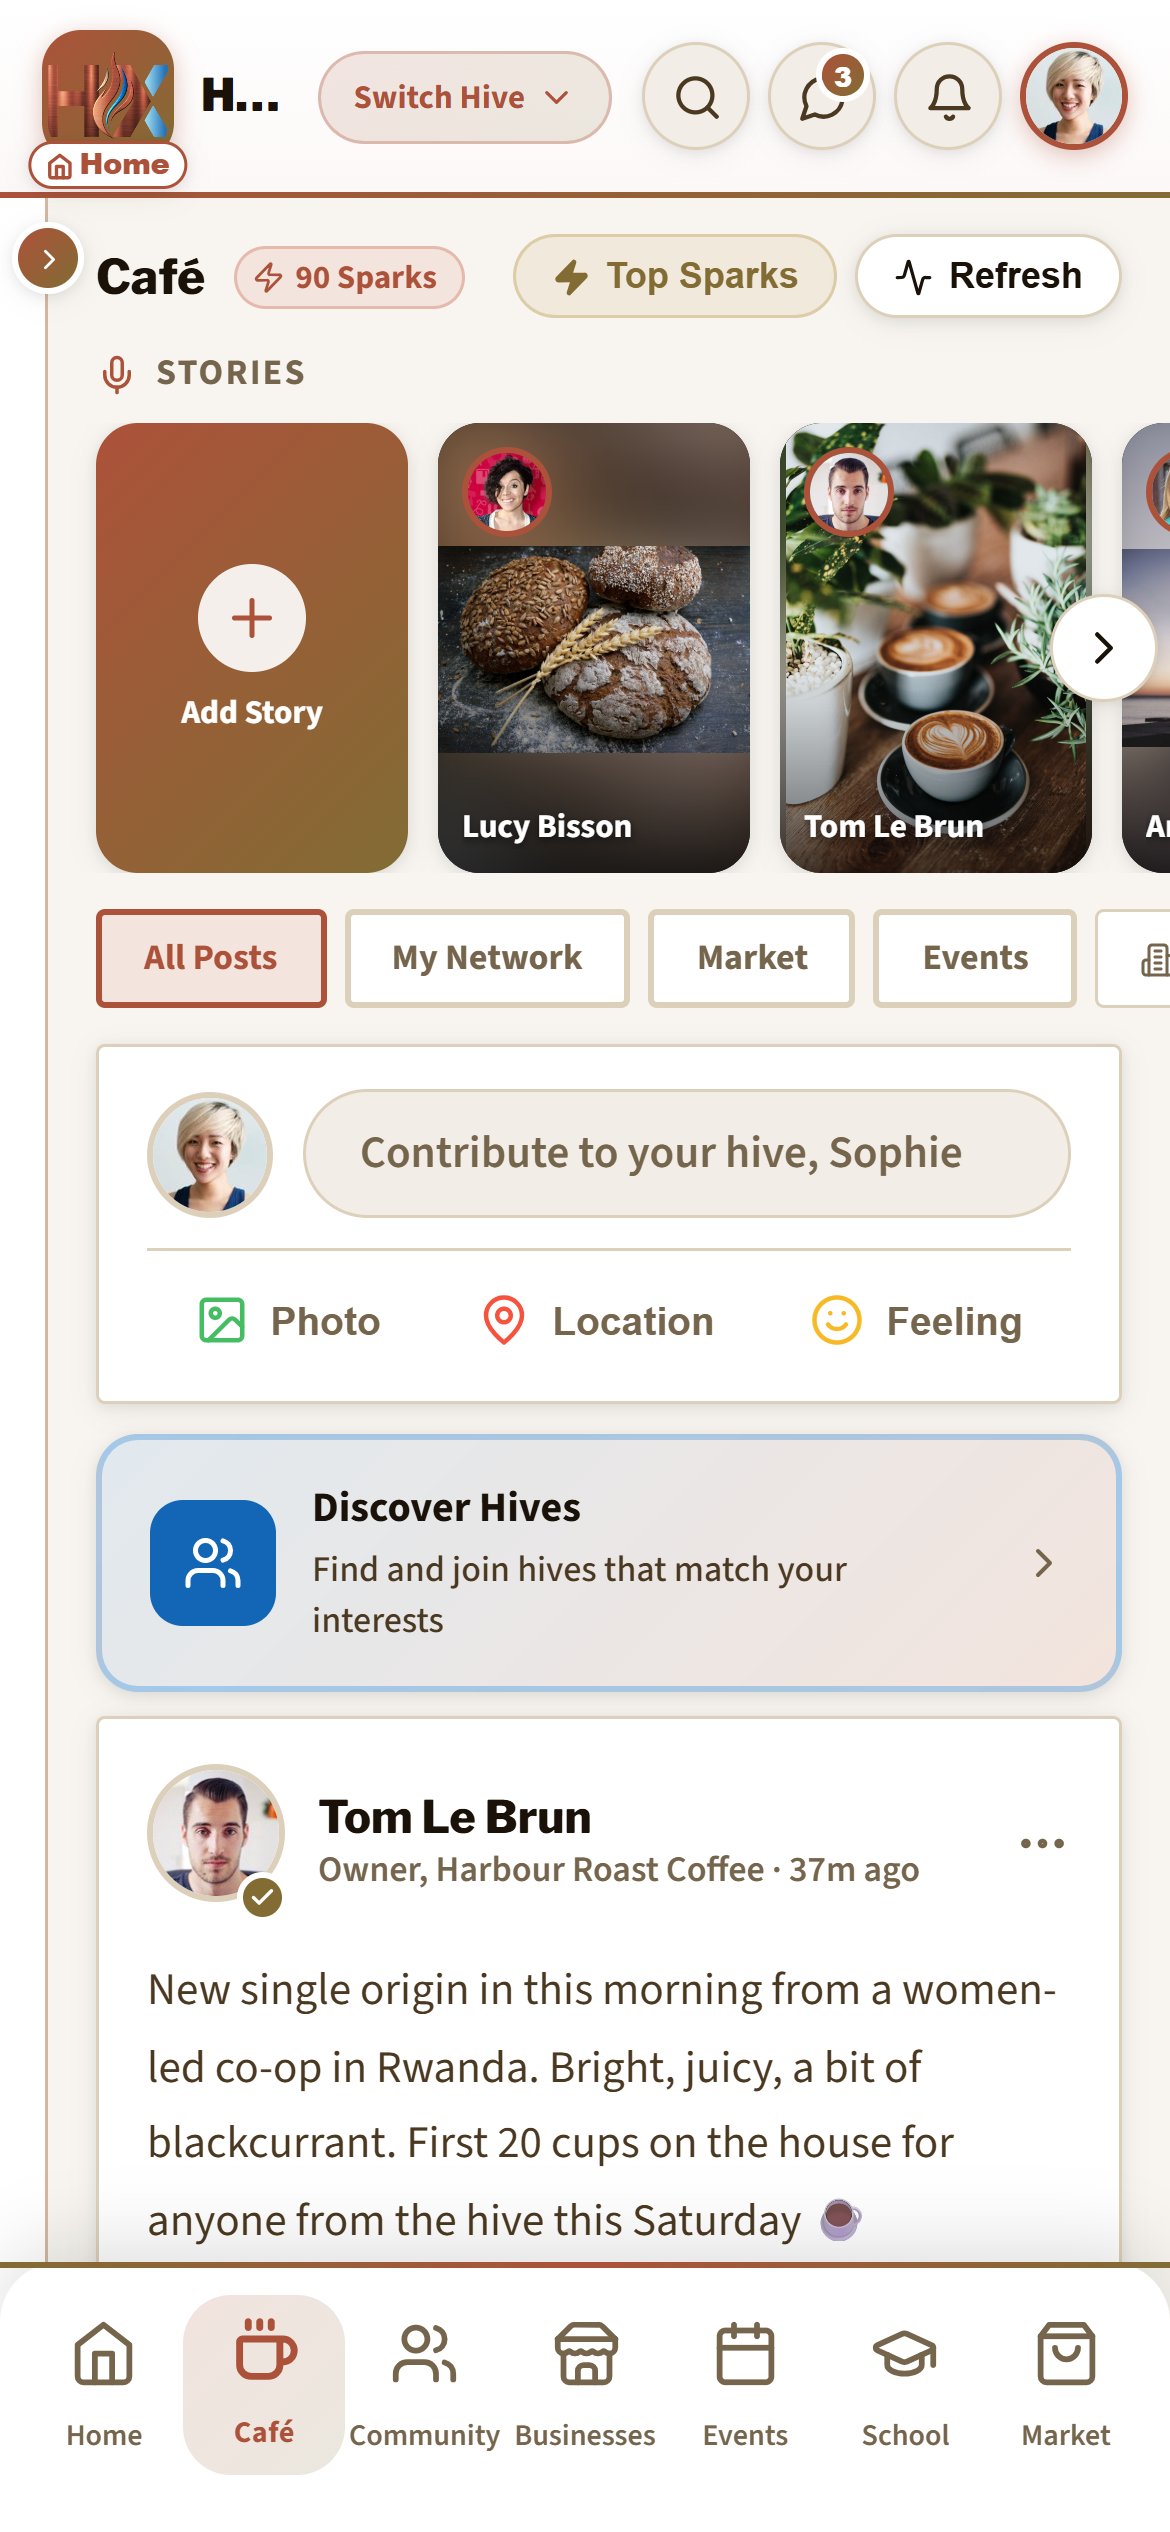 HX
H...
Switch Hive
3
Home
Café
90 Sparks
Top Sparks
Refresh
STORIES
Add Story
Lucy Bisson
Tom Le Brun
All Posts
My Network
Market
Events
Contribute to your hive, Sophie
Photo
Location
Feeling
Discover Hives
Find and join hives that match your
interests
Tom Le Brun
Owner, Harbour Roast Coffee · 37m ago
New single origin in this morning from a women-
led co-op in Rwanda. Bright, juicy, a bit of
blackcurrant. First 20 cups on the house for
anyone from the hive this Saturday ☕
Home
Café
Community
Businesses
Events
School
Market